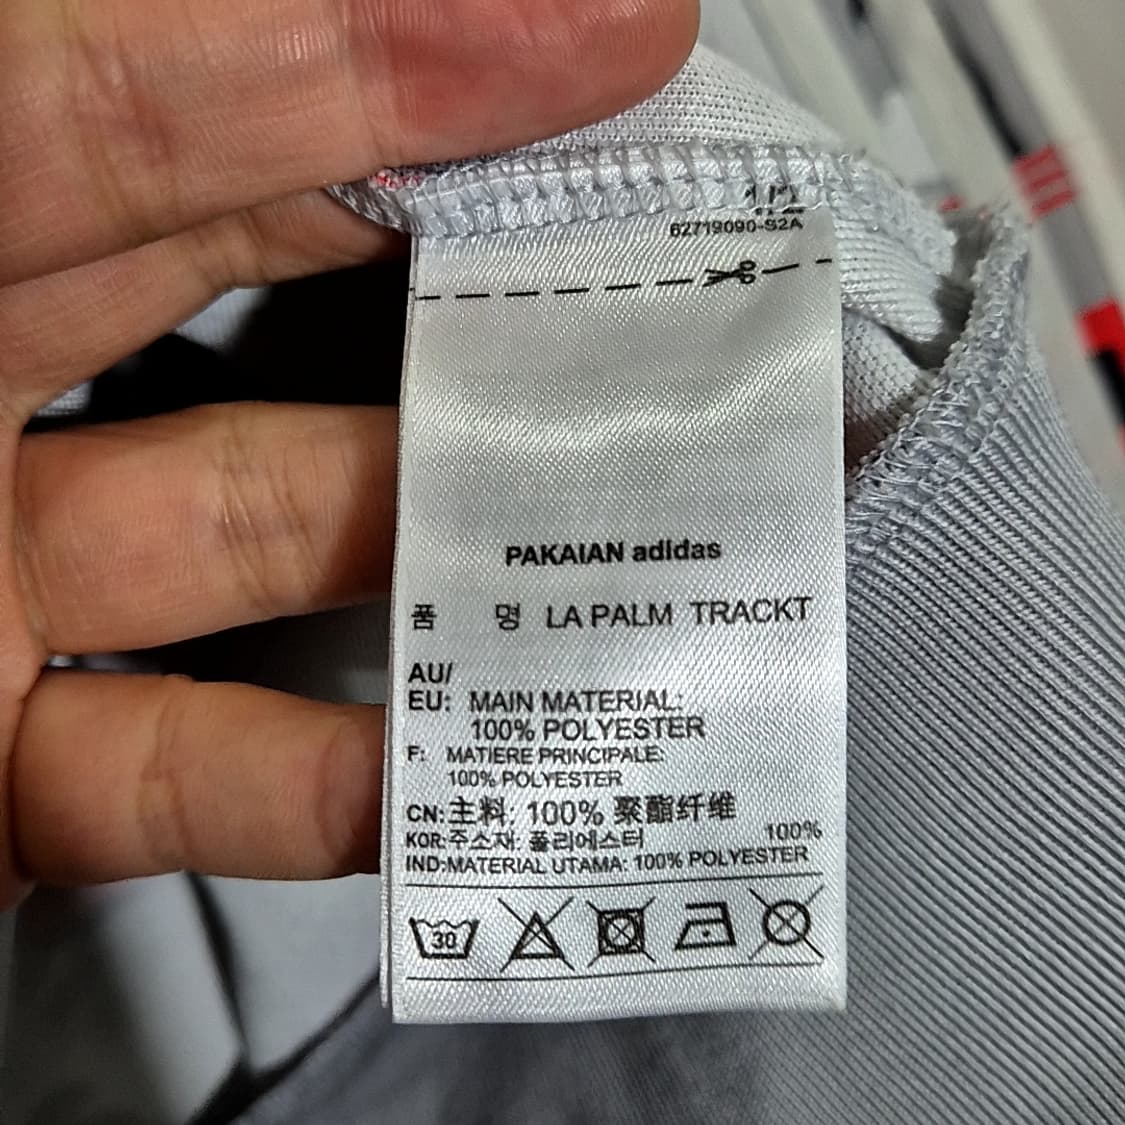 1/2
62719090-S2A
PAKAIAN adidas
품 명 LA PALM TRACKT
AU/
EU: MAIN MATERIAL:
100% POLYESTER
F: MATIERE PRINCIPALE:
100% POLYESTER
CN: 主料: 100% 聚酯纤维
KOR:주소재: 폴리에스터 100%
IND:MATERIAL UTAMA: 100% POLYESTER
30